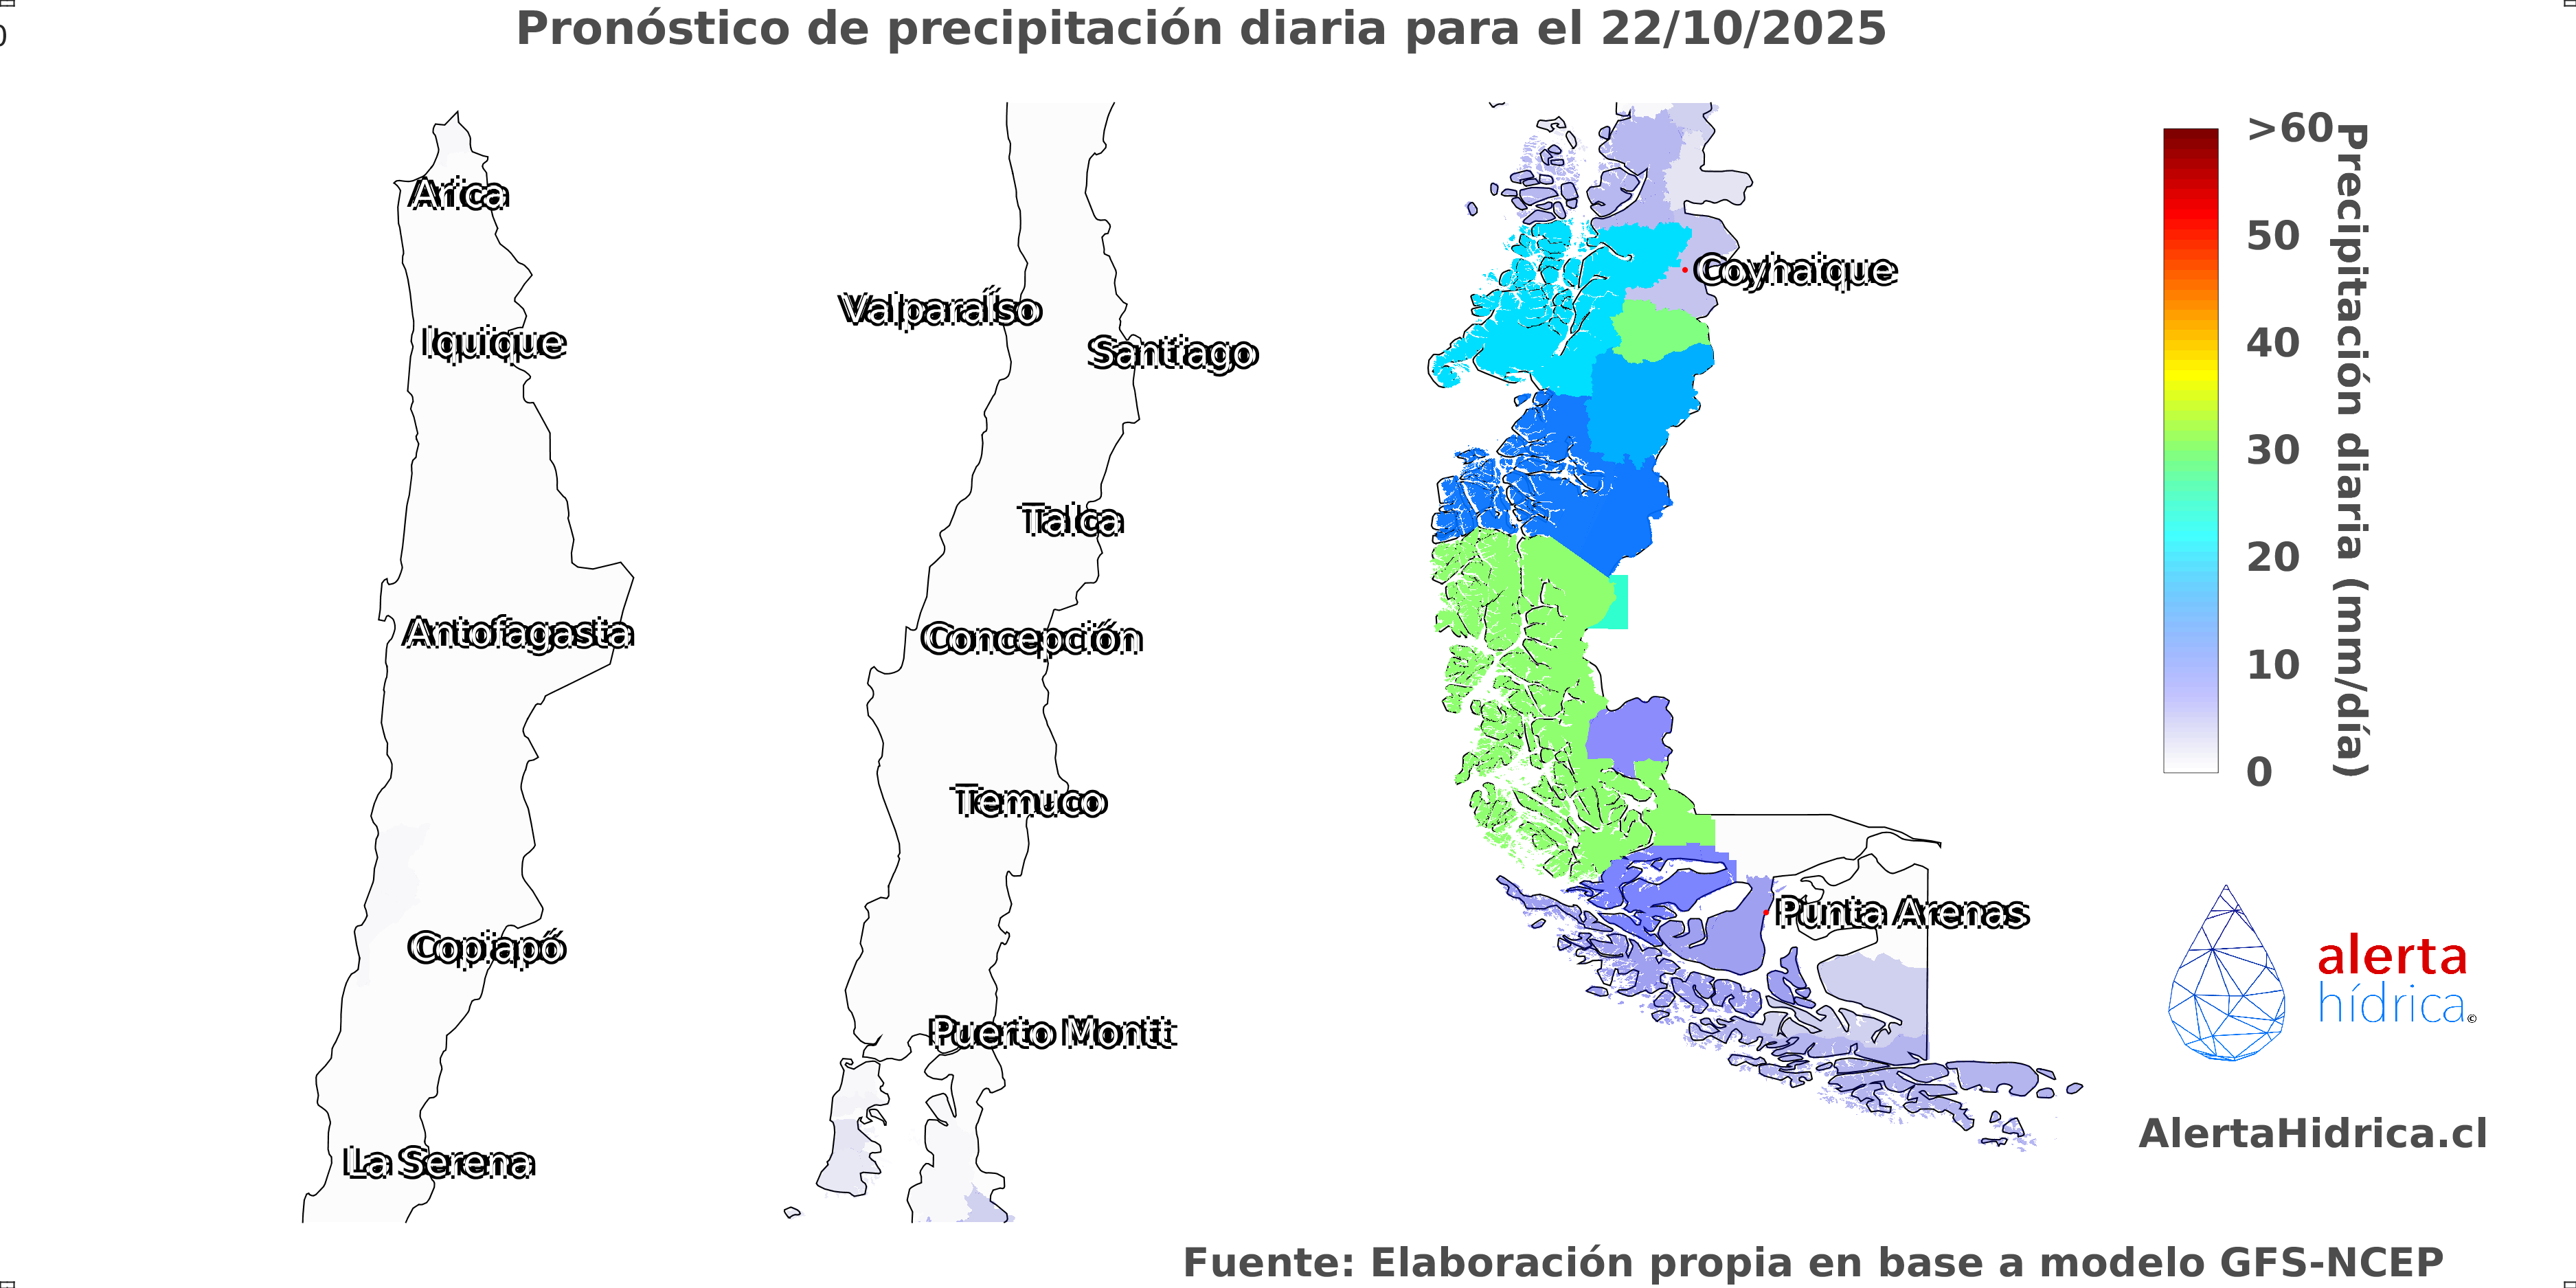 Pronóstico de precipitación diaria para el 22/10/2025
0
Arica
Iquique
Antofagasta
Copiapó
La Serena
Valparaíso
Santiago
Talca
Concepción
Temuco
Puerto Montt
Coyhaique
Punta Arenas
>60
50
40
30
20
10
0
Precipitación diaria (mm/día)
alerta
hídrica©
AlertaHidrica.cl
Fuente: Elaboración propia en base a modelo GFS-NCEP